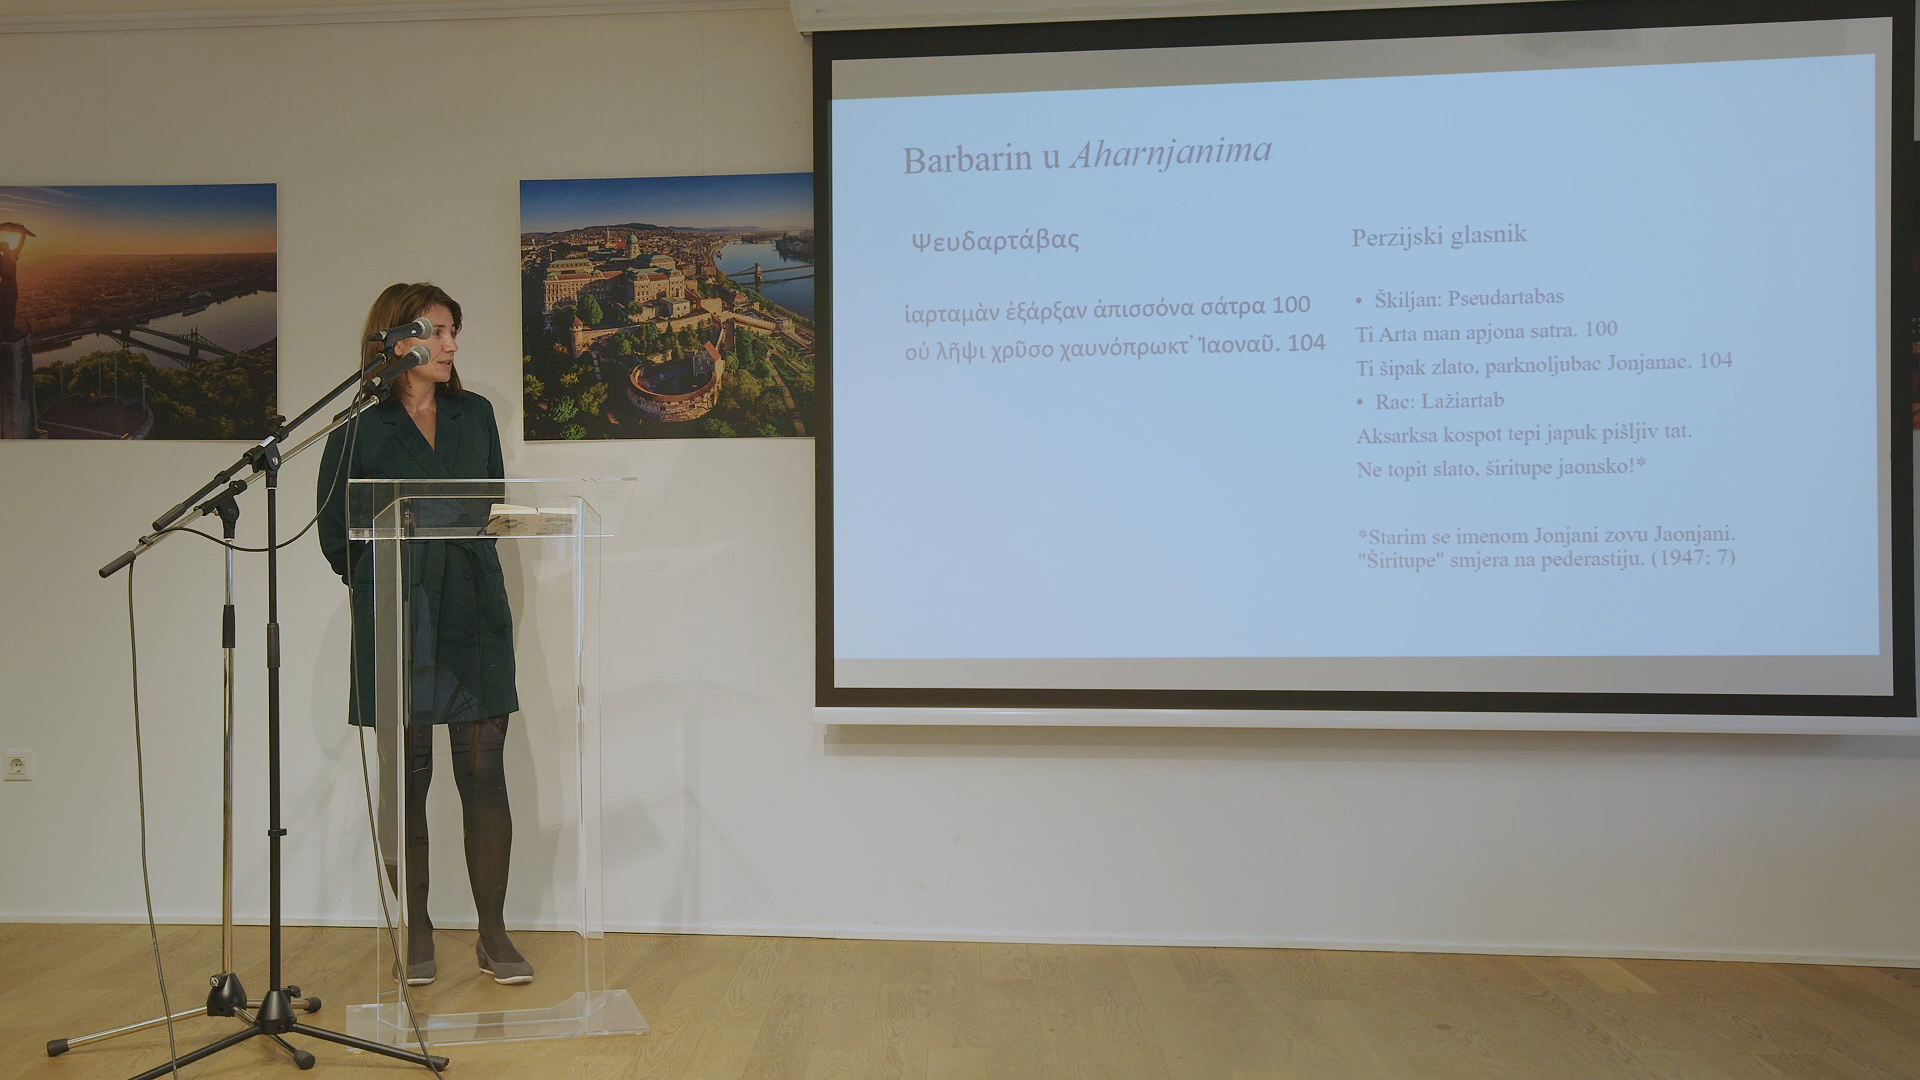 Barbarin u Aharnjanima
Ψευδαρτάβας
ἰαρταμὰν ἐξάρξαν ἀπισσόνα σάτρα 100
οὐ λῆψι χρῦσο χαυνόπρωκτ᾽ Ἰαοναῦ. 104
Perzijski glasnik
• Škiljan: Pseudartabas
Ti Arta man apjona satra. 100
Ti šipak zlato, parknoljubac Jonjanac. 104
• Rac: Lažiartab
Aksarksa kospot tepi japuk pišljiv tat.
Ne topit slato, širitupe jaonsko!*
*Starim se imenom Jonjani zovu Jaonjani.
"Širitupe" smjera na pederastiju. (1947: 7)